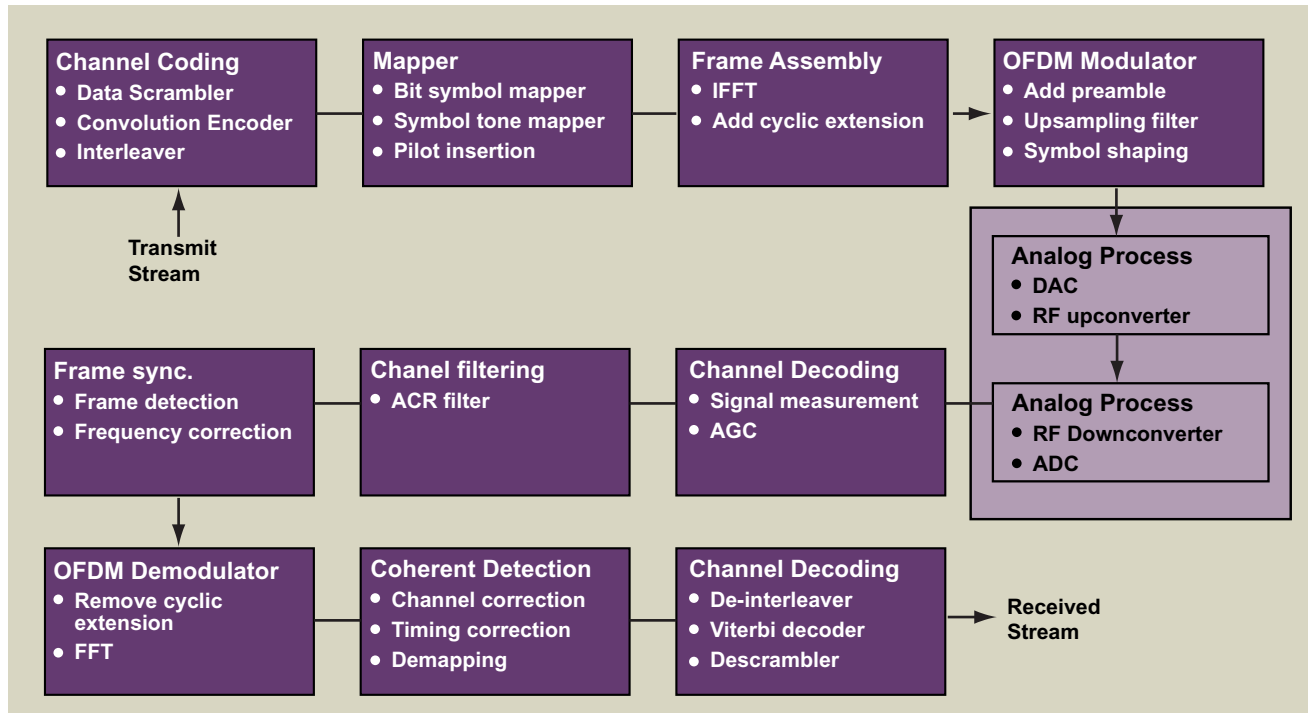 Channel Coding
• Data Scrambler
• Convolution Encoder
• Interleaver
Mapper
• Bit symbol mapper
• Symbol tone mapper
• Pilot insertion
Frame Assembly
• IFFT
• Add cyclic extension
OFDM Modulator
• Add preamble
• Upsampling filter
• Symbol shaping
Transmit
Stream
Analog Process
• DAC
• RF upconverter
Frame sync.
• Frame detection
• Frequency correction
Chanel filtering
• ACR filter
Channel Decoding
• Signal measurement
• AGC
Analog Process
• RF Downconverter
• ADC
OFDM Demodulator
• Remove cyclic
extension
• FFT
Coherent Detection
• Channel correction
• Timing correction
• Demapping
Channel Decoding
• De-interleaver
• Viterbi decoder
• Descrambler
Received
Stream